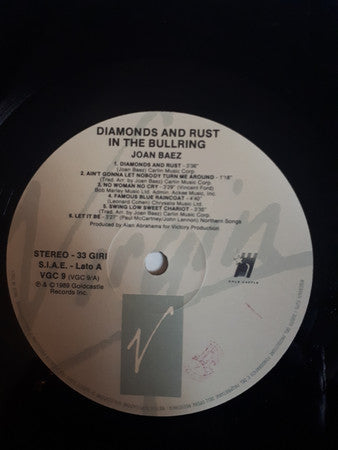 DIAMONDS AND RUST
IN THE BULLRING
JOAN BAEZ
1. DIAMONDS AND RUST - 3'36"
(Joan Baez) Carlin Music Corp
2. AIN'T GONNA LET NOBODY TURN ME AROUND - 1'18"
(Trad. Arr. by Joan Baez) Carlin Music Corp.
3. NO WOMAN NO CRY - 3'29" (Vincent Ford)
Bob Marley Music Ltd. Admin. Ackee Music, Inc.
4. FAMOUS BLUE RAINCOAT - 4'40"
(Leonard Cohen) Chrysalis Music Ltd
5. SWING LOW SWEET CHARIOT - 3'36"
(Trad. Arr. by Joan Baez) Carlin Music Corp.
6. LET IT BE - 3'27" (Paul McCartney/John Lennon) Northern Songs
Produced by Alan Abrahams for Victory Production
STEREO - 33 GIRI
S.I.A.E. - Lato A
VGC 9 (VGC 9/A)
℗ & © 1989 Goldcastle
Records Inc.
GOLD CASTLE
Virgin
V